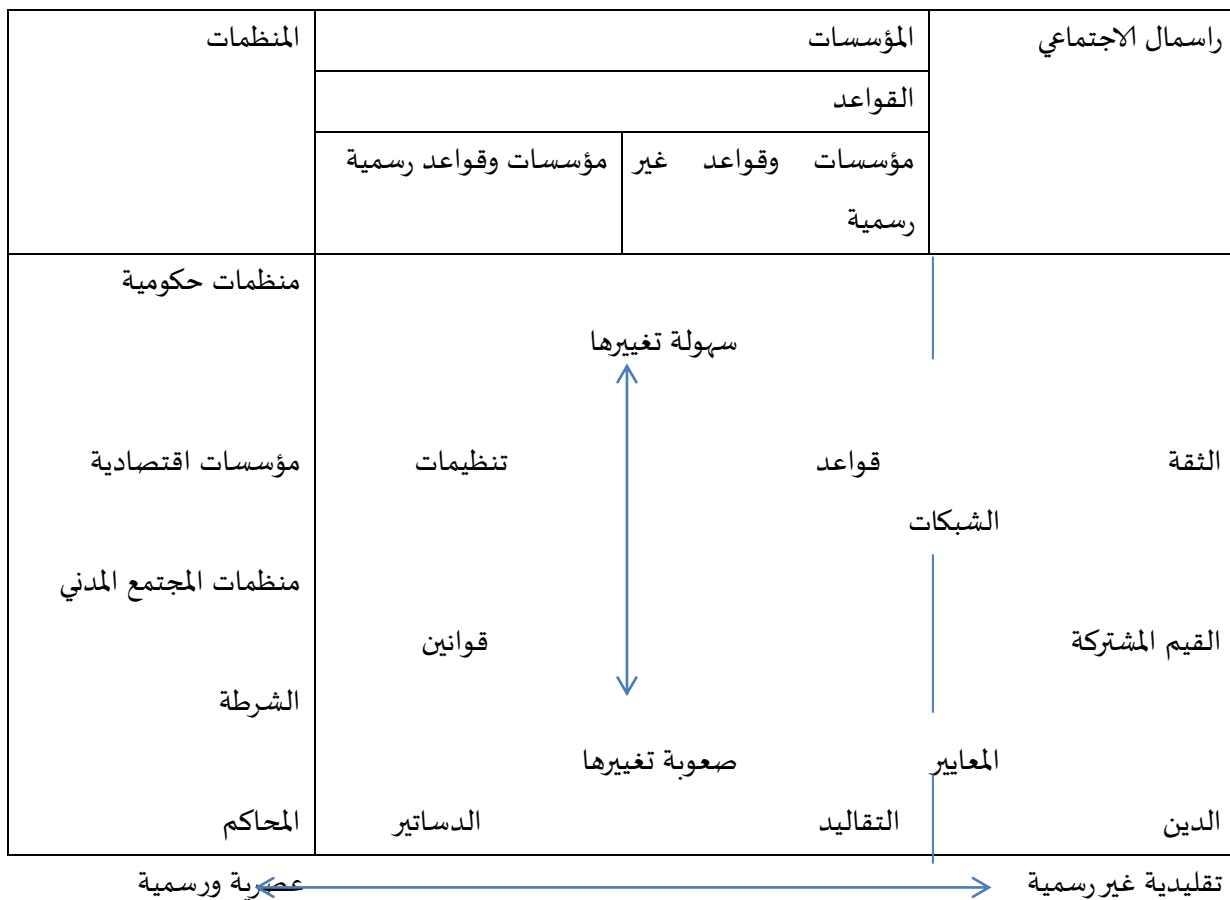 راسمال الاجتماعي
المؤسسات
المنظمات
القواعد
مؤسسات وقواعد غير
رسمية
مؤسسات وقواعد رسمية
منظمات حكومية
سهولة تغييرها
الثقة
قواعد
تنظيمات
مؤسسات اقتصادية
الشبكات
منظمات المجتمع المدني
القيم المشتركة
قوانين
الشرطة
المعايير
صعوبة تغييرها
الدين
التقاليد
الدساتير
المحاكم
تقليدية غير رسمية
عصرية ورسمية